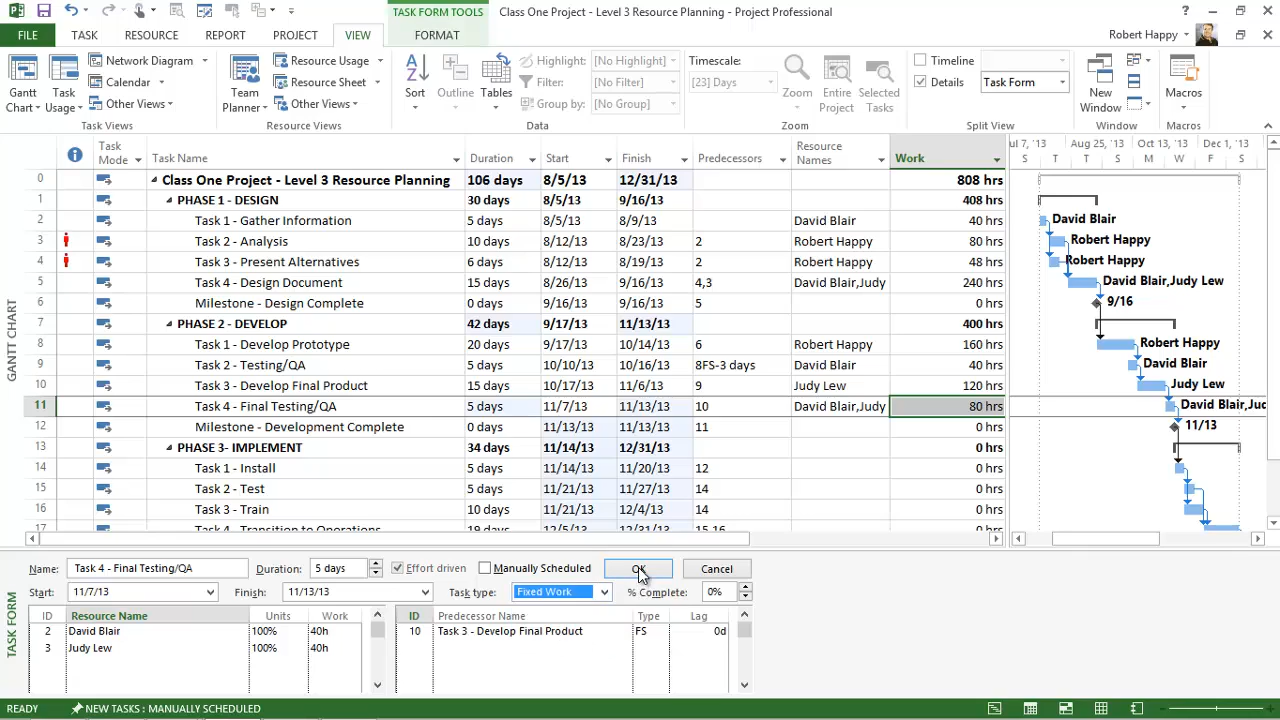 TASK FORM TOOLS
Class One Project - Level 3 Resource Planning - Project Professional
FILE TASK RESOURCE REPORT PROJECT VIEW FORMAT
Robert Happy
Gantt Chart
Task Usage
Network Diagram
Calendar
Other Views
Task Views
Team Planner
Resource Usage
Resource Sheet
Other Views
Resource Views
Sort
Outline
Tables
Highlight: [No Highlight]
Filter: [No Filter]
Group by: [No Group]
Data
Timescale:
[23] Days
Zoom
Entire Project
Selected Tasks
Zoom
Timeline
Details Task Form
Split View
New Window
Window
Macros
Macros
Task Mode Task Name Duration Start Finish Predecessors Resource Names Work
ul 7, '13 Aug 25, '13 Oct 13, '13 Dec 1, '13
S T T S M W F S
0 Class One Project - Level 3 Resource Planning 106 days 8/5/13 12/31/13 808 hrs
1 PHASE 1 - DESIGN 30 days 8/5/13 9/16/13 408 hrs
2 Task 1 - Gather Information 5 days 8/5/13 8/9/13 David Blair 40 hrs David Blair
3 Task 2 - Analysis 10 days 8/12/13 8/23/13 2 Robert Happy 80 hrs Robert Happy
4 Task 3 - Present Alternatives 6 days 8/12/13 8/19/13 2 Robert Happy 48 hrs Robert Happy
5 Task 4 - Design Document 15 days 8/26/13 9/16/13 4,3 David Blair,Judy 240 hrs David Blair,Judy Lew
6 Milestone - Design Complete 0 days 9/16/13 9/16/13 5 0 hrs 9/16
7 PHASE 2 - DEVELOP 42 days 9/17/13 11/13/13 400 hrs
8 Task 1 - Develop Prototype 20 days 9/17/13 10/14/13 6 Robert Happy 160 hrs Robert Happy
9 Task 2 - Testing/QA 5 days 10/10/13 10/16/13 8FS-3 days David Blair 40 hrs David Blair
10 Task 3 - Develop Final Product 15 days 10/17/13 11/6/13 9 Judy Lew 120 hrs Judy Lew
11 Task 4 - Final Testing/QA 5 days 11/7/13 11/13/13 10 David Blair,Judy 80 hrs David Blair,Juc
12 Milestone - Development Complete 0 days 11/13/13 11/13/13 11 0 hrs 11/13
13 PHASE 3- IMPLEMENT 34 days 11/14/13 12/31/13 0 hrs
14 Task 1 - Install 5 days 11/14/13 11/20/13 12 0 hrs
15 Task 2 - Test 5 days 11/21/13 11/27/13 14 0 hrs
16 Task 3 - Train 10 days 11/21/13 12/4/13 14 0 hrs
17 Task 4 - Transition to Operations 19 days 12/5/13 12/31/13 15,16 0 hrs
GANTT CHART
Name: Task 4 - Final Testing/QA Duration: 5 days Effort driven Manually Scheduled OK Cancel
Start: 11/7/13 Finish: 11/13/13 Task type: Fixed Work % Complete: 0%
ID Resource Name Units Work ID Predecessor Name Type Lag
2 David Blair 100% 40h 10 Task 3 - Develop Final Product FS 0d
3 Judy Lew 100% 40h
TASK FORM
READY NEW TASKS : MANUALLY SCHEDULED